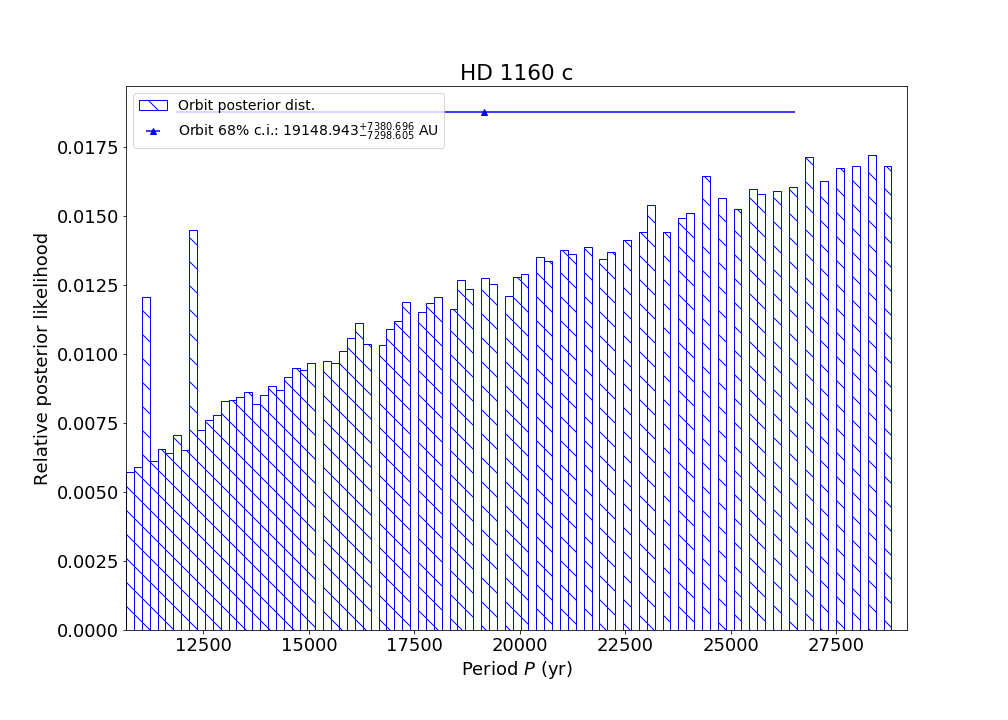 HD 1160 c
Orbit posterior dist.
Orbit 68% c.i.: 19148.943^{+7380.696}_{-7298.605} AU
Relative posterior likelihood
0.0175
0.0150
0.0125
0.0100
0.0075
0.0050
0.0025
0.0000
12500 15000 17500 20000 22500 25000 27500
Period P (yr)